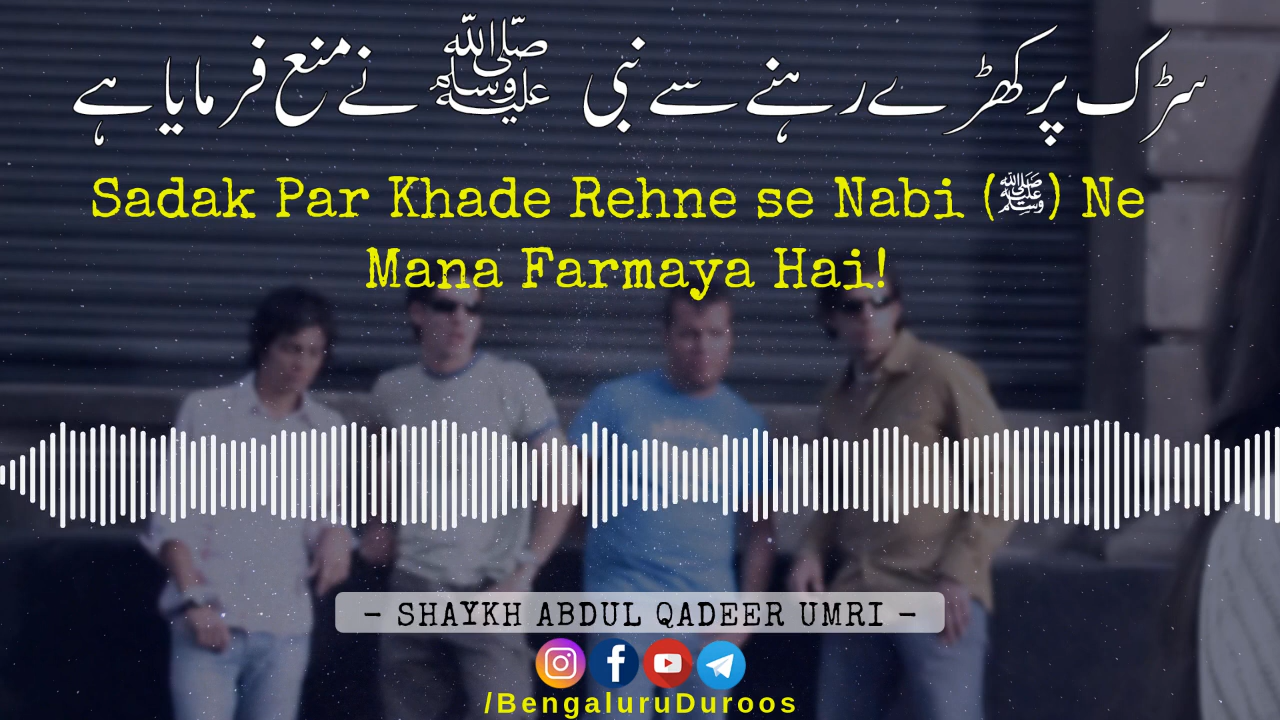 سڑک پر کھڑے رہنے سے نبی ﷺ نے منع فرمایا ہے
Sadak Par Khade Rehne se Nabi (ﷺ) Ne
Mana Farmaya Hai!
– SHAYKH ABDUL QADEER UMRI –
/BengaluruDuroos